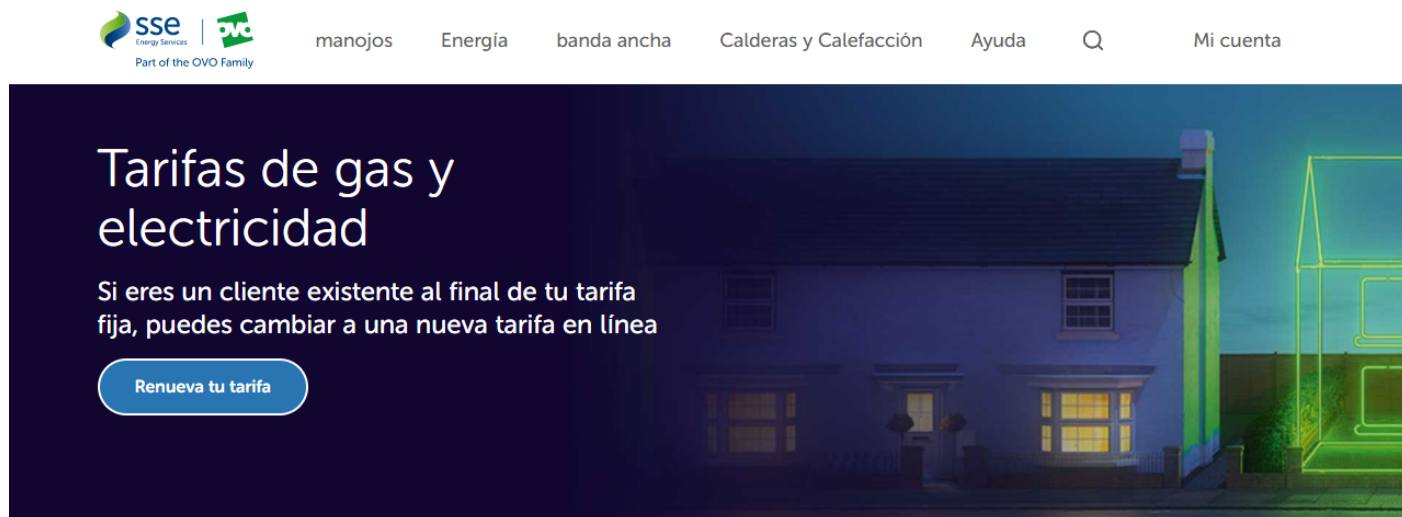 sse
Energy Services
ovo
Part of the OVO Family
manojos
Energía
banda ancha
Calderas y Calefacción
Ayuda
Mi cuenta
Tarifas de gas y
electricidad
Si eres un cliente existente al final de tu tarifa
fija, puedes cambiar a una nueva tarifa en línea
Renueva tu tarifa